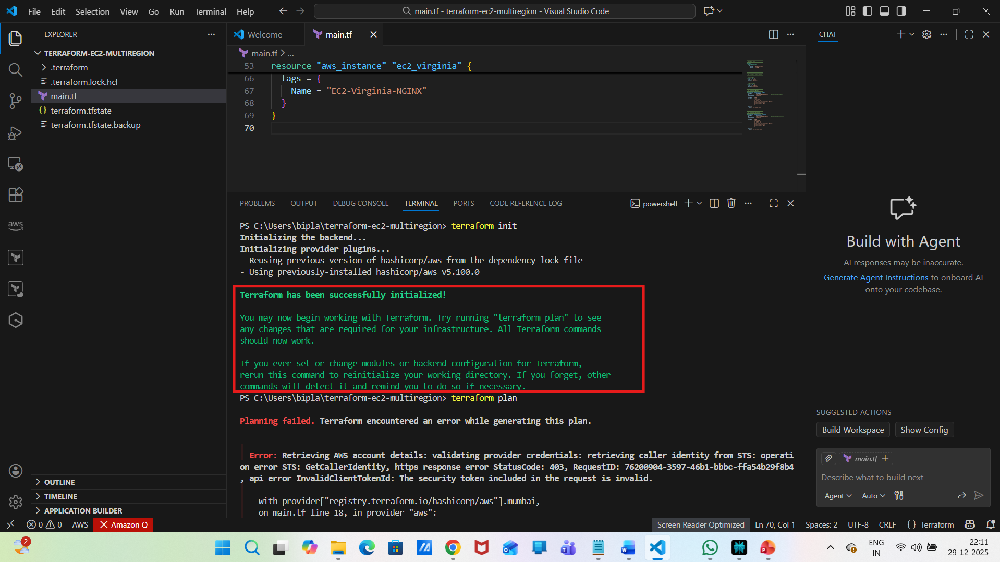 File Edit Selection View Go Run Terminal Help
main.tf - terraform-ec2-multiregion - Visual Studio Code
EXPLORER
TERRAFORM-EC2-MULTIREGION
.terraform
.terraform.lock.hcl
main.tf
terraform.tfstate
terraform.tfstate.backup
aws
OUTLINE
TIMELINE
APPLICATION BUILDER
Welcome
main.tf
main.tf > ...
53 resource "aws_instance" "ec2_virginia" {
66 tags = {
67 Name = "EC2-Virginia-NGINX"
68 }
69 }
70
PROBLEMS OUTPUT DEBUG CONSOLE TERMINAL PORTS CODE REFERENCE LOG
powershell
PS C:\Users\bipla\terraform-ec2-multiregion> terraform init
Initializing the backend...
Initializing provider plugins...
- Reusing previous version of hashicorp/aws from the dependency lock file
- Using previously-installed hashicorp/aws v5.100.0
Terraform has been successfully initialized!
You may now begin working with Terraform. Try running "terraform plan" to see
any changes that are required for your infrastructure. All Terraform commands
should now work.
If you ever set or change modules or backend configuration for Terraform,
rerun this command to reinitialize your working directory. If you forget, other
commands will detect it and remind you to do so if necessary.
PS C:\Users\bipla\terraform-ec2-multiregion> terraform plan
Planning failed. Terraform encountered an error while generating this plan.
Error: Retrieving AWS account details: validating provider credentials: retrieving caller identity from STS: operati
on error STS: GetCallerIdentity, https response error StatusCode: 403, RequestID: 76200904-3597-46b1-bbbc-ffa54b29f8b4
, api error InvalidClientTokenId: The security token included in the request is invalid.
with provider["registry.terraform.io/hashicorp/aws"].mumbai,
on main.tf line 18, in provider "aws":
CHAT
Build with Agent
AI responses may be inaccurate.
Generate Agent Instructions to onboard AI
onto your codebase.
SUGGESTED ACTIONS
Build Workspace
Show Config
main.tf
Describe what to build next
Agent
Auto
0 0 AWS
Amazon Q
Screen Reader Optimized
Ln 70, Col 1
Spaces: 2
UTF-8
CRLF
{ } Terraform
2
ENG
IN
22:11
29-12-2025